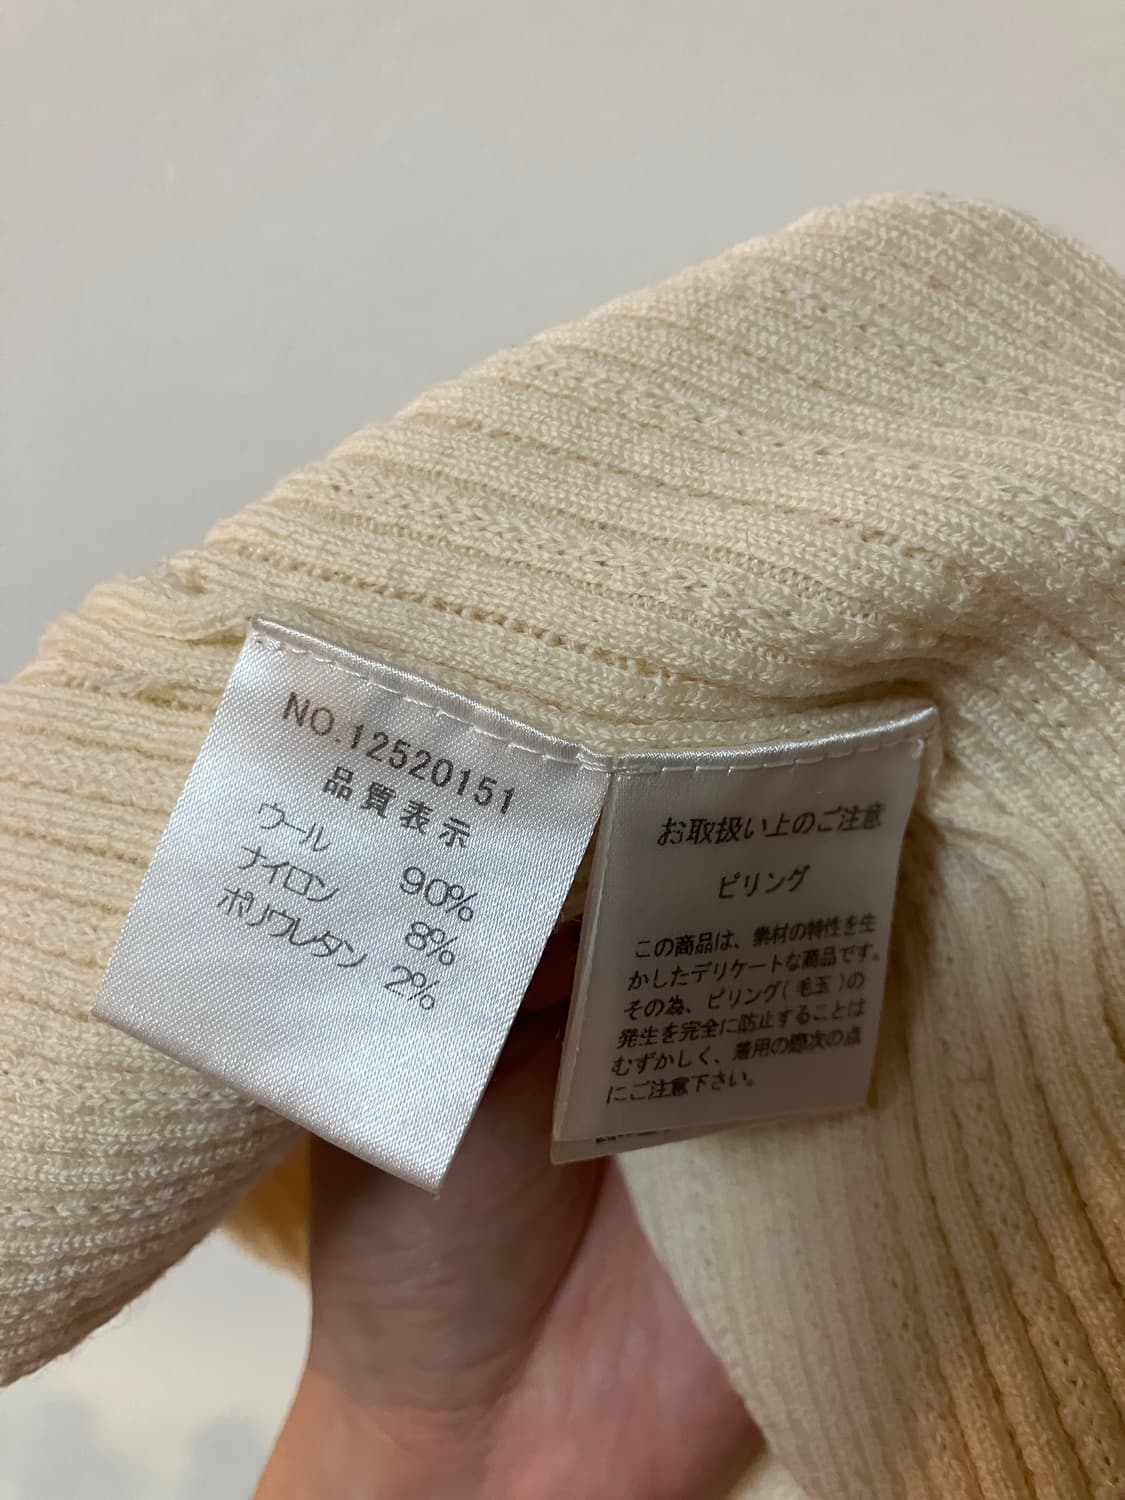 NO.12520151
品質表示
ウール 90%
ナイロン 8%
ポリウレタン 2%
お取扱い上のご注意
ピリング
この商品は、素材の特性を生
かしたデリケートな商品です。
その為、ピリング(毛玉)の
発生を完全に防止することは
むずかしく、着用の際次の点
にご注意下さい。